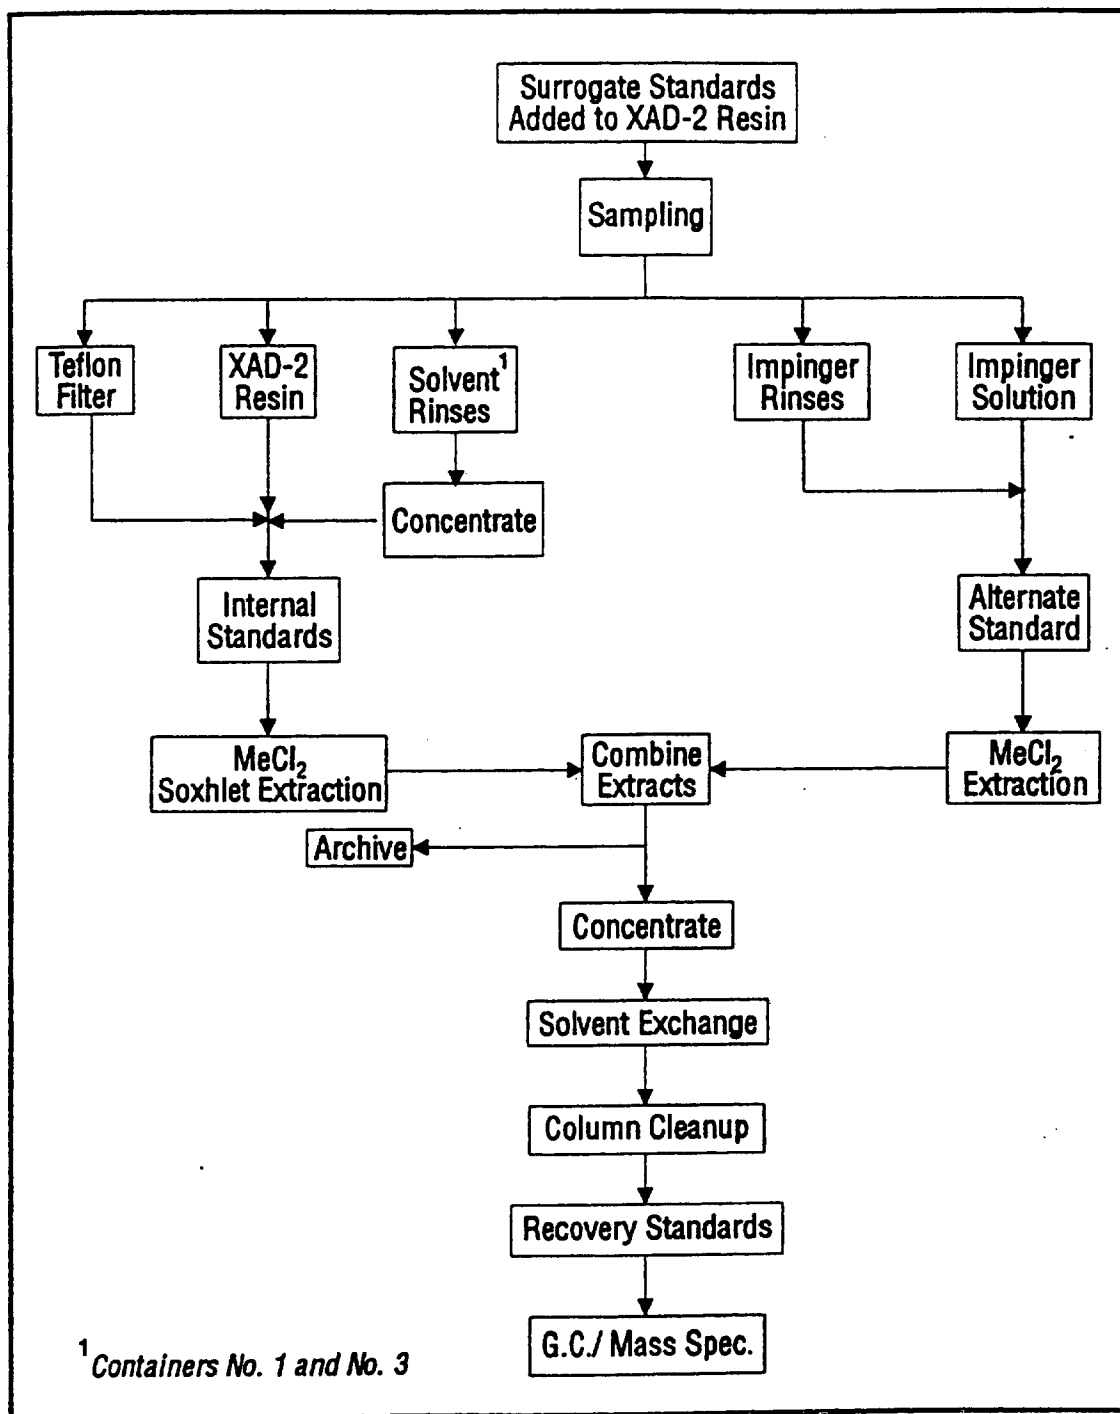 Surrogate Standards
Added to XAD-2 Resin
Sampling
Teflon
Filter
XAD-2
Resin
Solvent¹
Rinses
Impinger
Rinses
Impinger
Solution
Concentrate
Internal
Standards
Alternate
Standard
MeCl₂
Soxhlet Extraction
Combine
Extracts
MeCl₂
Extraction
Archive
Concentrate
Solvent Exchange
Column Cleanup
Recovery Standards
G.C./ Mass Spec.
¹ Containers No. 1 and No. 3